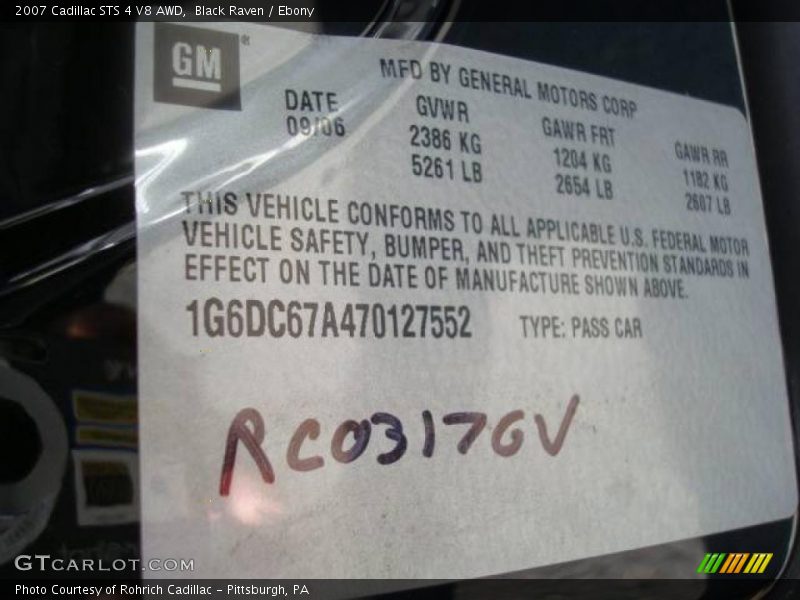 2007 Cadillac STS 4 V8 AWD, Black Raven / Ebony
GM®
MFD BY GENERAL MOTORS CORP
DATE GVWR GAWR FRT GAWR RR
09/06 2386 KG 1204 KG 1182 KG
5261 LB 2654 LB 2607 LB
THIS VEHICLE CONFORMS TO ALL APPLICABLE U.S. FEDERAL MOTOR
VEHICLE SAFETY, BUMPER, AND THEFT PREVENTION STANDARDS IN
EFFECT ON THE DATE OF MANUFACTURE SHOWN ABOVE.
1G6DC67A470127552 TYPE: PASS CAR
RC0317GV
GTCARLOT.COM
Photo Courtesy of Rohrich Cadillac - Pittsburgh, PA